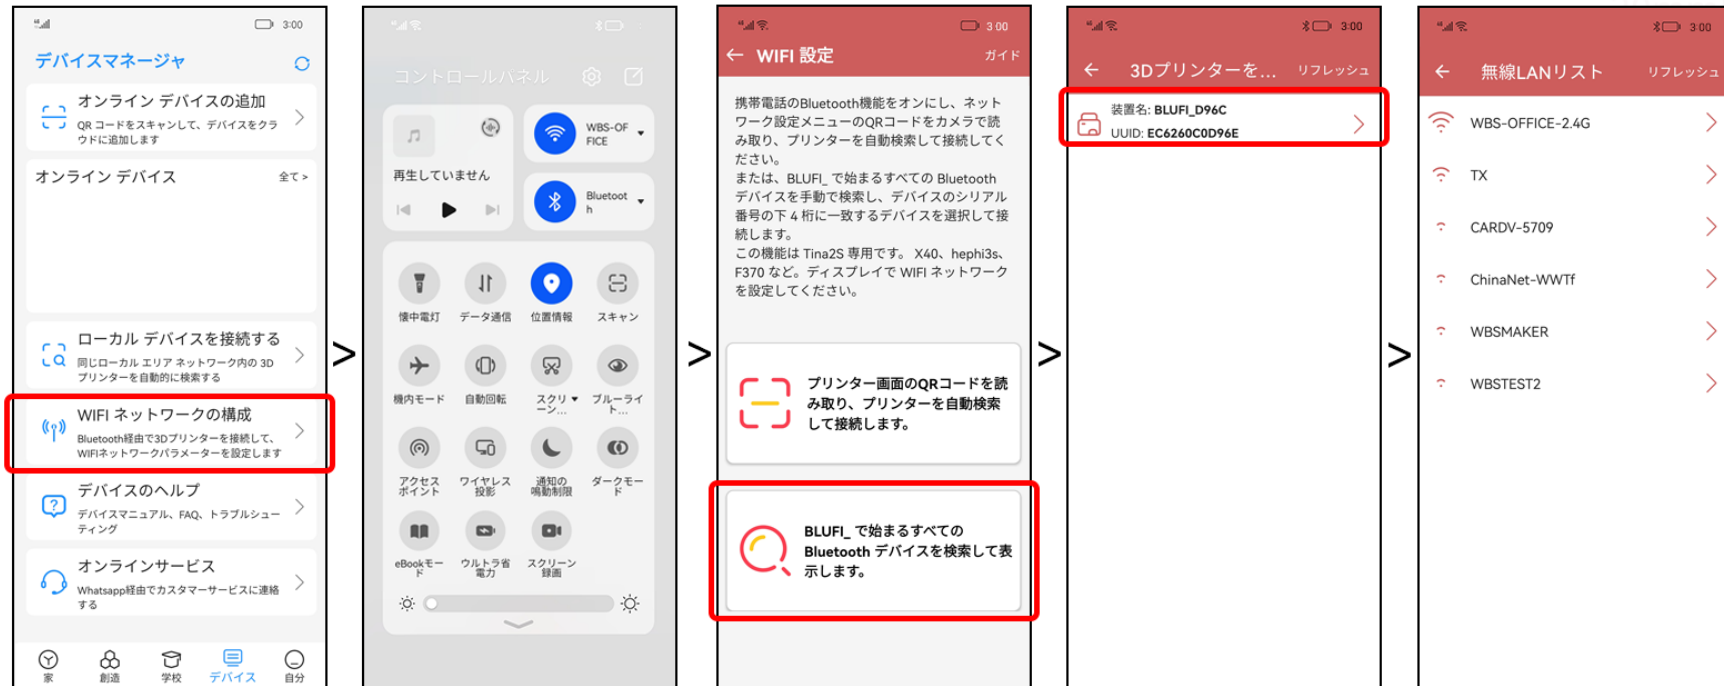 3:00
デバイスマネージャ
オンライン デバイスの追加
QR コードをスキャンして、デバイスをクラ
ウドに追加します
オンライン デバイス
全て >
ローカル デバイスを接続する
同じローカル エリア ネットワーク内の 3D
プリンターを自動的に検索する
WIFI ネットワークの構成
Bluetooth経由で3Dプリンターを接続して、
WIFIネットワークパラメーターを設定します
デバイスのヘルプ
デバイスマニュアル、FAQ、トラブルシュー
ティング
オンラインサービス
Whatsapp経由でカスタマーサービスに連絡
する
家
創造
学校
デバイス
自分
>
コントロールパネル
再生していません
WBS-OF
FICE
Bluetoot
h
懐中電灯
データ通信
位置情報
スキャン
機内モード
自動回転
スクリ
ーン...
ブルーライ
ト...
アクセス
ポイント
ワイヤレス
投影
通知の
鳴動制限
ダークモー
ド
eBookモー
ド
ウルトラ省
電力
スクリーン
録画
>
3:00
WIFI 設定
ガイド
携帯電話のBluetooth機能をオンにし、ネット
ワーク設定メニューのQRコードをカメラで読
み取り、プリンターを自動検索して接続してく
ださい。
または、BLUFI_ で始まるすべての Bluetooth
デバイスを手動で検索し、デバイスのシリアル
番号の下 4 桁に一致するデバイスを選択して接
続します。
この機能は Tina2S 専用です。 X40、hephi3s、
F370 など。ディスプレイで WIFI ネットワーク
を設定してください。
プリンター画面のQRコードを読
み取り、プリンターを自動検索
して接続します。
BLUFI_ で始まるすべての
Bluetooth デバイスを検索して表
示します。
>
3:00
3Dプリンターを...
リフレッシュ
装置名: BLUFI_D96C
UUID: EC6260C0D96E
>
3:00
無線LANリスト
リフレッシュ
WBS-OFFICE-2.4G
TX
CARDV-5709
ChinaNet-WWTf
WBSMAKER
WBSTEST2